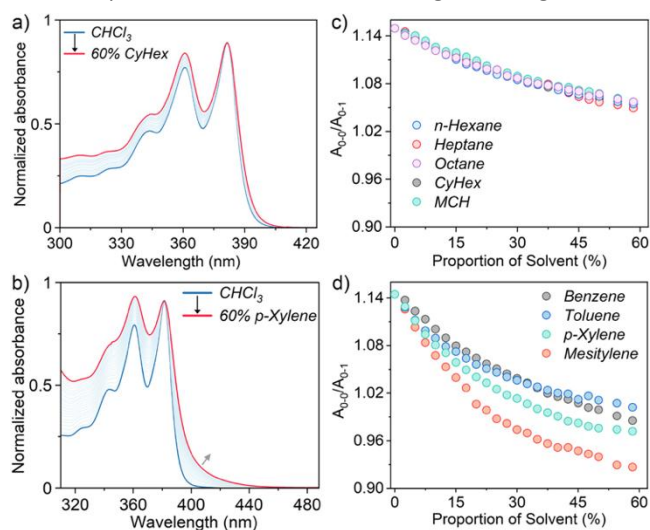 a)
CHCl₃
60% CyHex
Normalized absorbance
1
0.5
0
300 330 360 390 420
Wavelength (nm)
b)
CHCl₃
60% p-Xylene
Normalized absorbance
1
0.5
0
310 360 400 440 480
Wavelength (nm)
c)
A₀₋₀/A₀₋₁
1.14
1.08
1.02
0.96
0.90
n-Hexane
Heptane
Octane
CyHex
MCH
0 15 30 45 60
Proportion of Solvent (%)
d)
A₀₋₀/A₀₋₁
1.14
1.08
1.02
0.96
0.90
Benzene
Toluene
p-Xylene
Mesitylene
0 15 30 45 60
Proportion of Solvent (%)